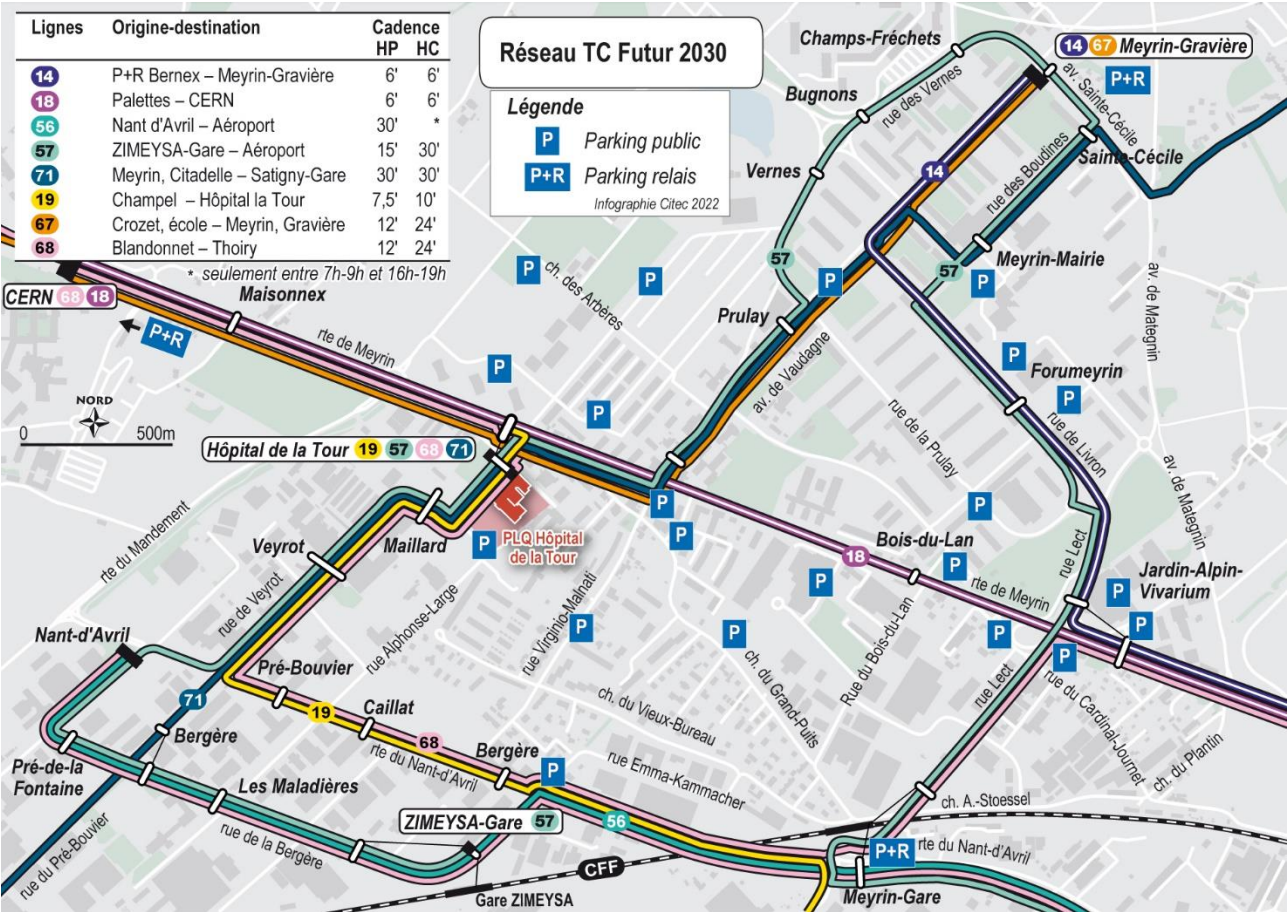 Lignes Origine-destination Cadence
HP HC
14 P+R Bernex – Meyrin-Gravière 6' 6'
18 Palettes – CERN 6' 6'
56 Nant d'Avril – Aéroport 30' *
57 ZIMEYSA-Gare – Aéroport 15' 30'
71 Meyrin, Citadelle – Satigny-Gare 30' 30'
19 Champel – Hôpital la Tour 7,5' 10'
67 Crozet, école – Meyrin, Gravière 12' 24'
68 Blandonnet – Thoiry 12' 24'
* seulement entre 7h-9h et 16h-19h
Réseau TC Futur 2030
Légende
P Parking public
P+R Parking relais
Infographie Citec 2022
Champs-Fréchets
14 67 Meyrin-Gravière
P+R
av. Sainte-Cécile
Bugnons
rue des Vernes
Sainte-Cécile
Vernes
14
rue des Boudines
Meyrin-Mairie
57
57
P
P
P
P
ch. des Arbères
Prulay
av. de Vaudagne
av. de Mategnin
CERN 68 18
Maisonnex
P+R
rte de Meyrin
P
P
P
Forumeyrin
P
rue de Livron
rue de la Prulay
av. de Mategnin
NORD
0 500m
Hôpital de la Tour 19 57 68 71
PLQ Hôpital
de la Tour
P
P
P
P
Maillard
Veyrot
rte du Mandement
rue de Veyrot
rue Alphonse-Large
rue Virginio-Malnati
P
18
Bois-du-Lan
P
P
rte de Meyrin
rue Lect
Jardin-Alpin-
Vivarium
P
P
P
P
Nant-d'Avril
Pré-Bouvier
P
ch. du Grand-Puits
Rue du Bois-du-Lan
rue Lect
rue du Cardinal-Journet
ch. du Plantin
71
19
Caillat
68
ch. du Vieux-Bureau
Bergère
Bergère
rte du Nant-d'Avril
P
rue Emma-Kammacher
Pré-de-la
Fontaine
Les Maladières
ZIMEYSA-Gare 57
56
ch. A.-Stoessel
rue de la Bergère
rue du Pré-Bouvier
P+R
rte du Nant-d'Avril
CFF
Gare ZIMEYSA
Meyrin-Gare